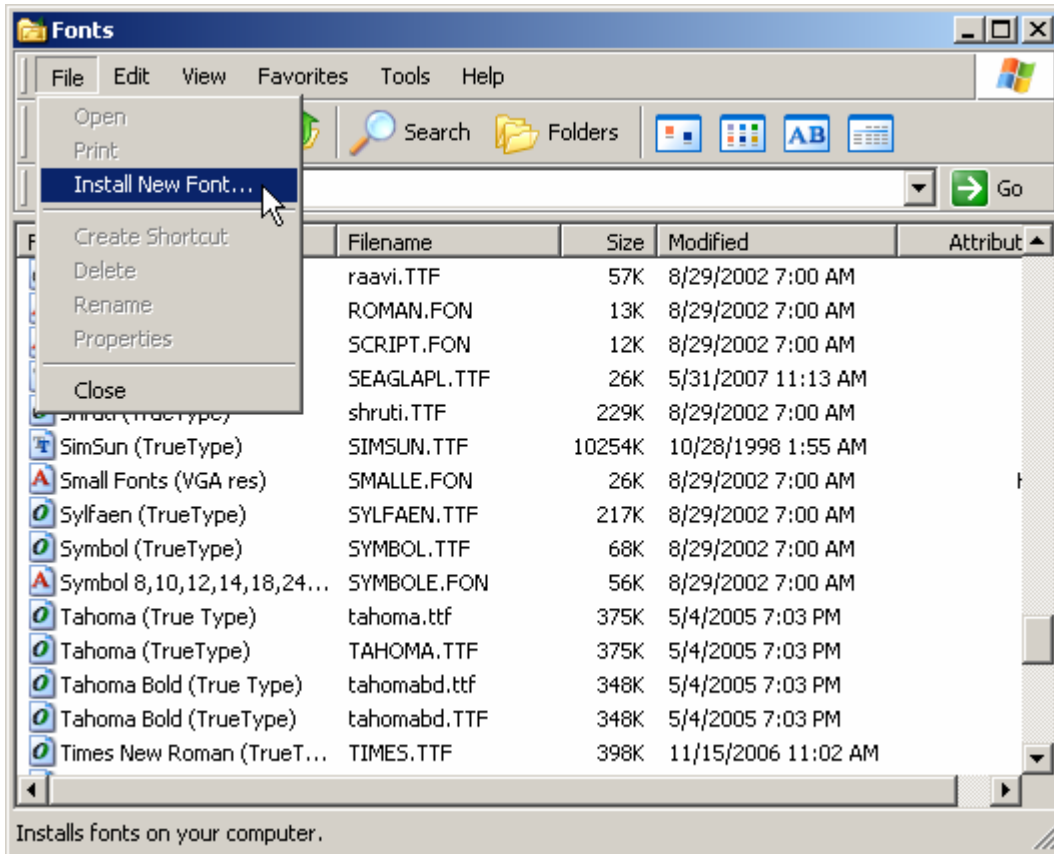 Fonts
File Edit View Favorites Tools Help
Open
Print
Install New Font...
Create Shortcut
Delete
Rename
Properties
Close
Search Folders AB
Go
F Filename Size Modified Attribut
raavi.TTF 57K 8/29/2002 7:00 AM
ROMAN.FON 13K 8/29/2002 7:00 AM
SCRIPT.FON 12K 8/29/2002 7:00 AM
SEAGLAPL.TTF 26K 5/31/2007 11:13 AM
Shruti (TrueType) shruti.TTF 229K 8/29/2002 7:00 AM
SimSun (TrueType) SIMSUN.TTF 10254K 10/28/1998 1:55 AM
Small Fonts (VGA res) SMALLE.FON 26K 8/29/2002 7:00 AM
Sylfaen (TrueType) SYLFAEN.TTF 217K 8/29/2002 7:00 AM
Symbol (TrueType) SYMBOL.TTF 68K 8/29/2002 7:00 AM
Symbol 8,10,12,14,18,24... SYMBOLE.FON 56K 8/29/2002 7:00 AM
Tahoma (True Type) tahoma.ttf 375K 5/4/2005 7:03 PM
Tahoma (TrueType) TAHOMA.TTF 375K 5/4/2005 7:03 PM
Tahoma Bold (True Type) tahomabd.ttf 348K 5/4/2005 7:03 PM
Tahoma Bold (TrueType) tahomabd.TTF 348K 5/4/2005 7:03 PM
Times New Roman (TrueT... TIMES.TTF 398K 11/15/2006 11:02 AM
Installs fonts on your computer.